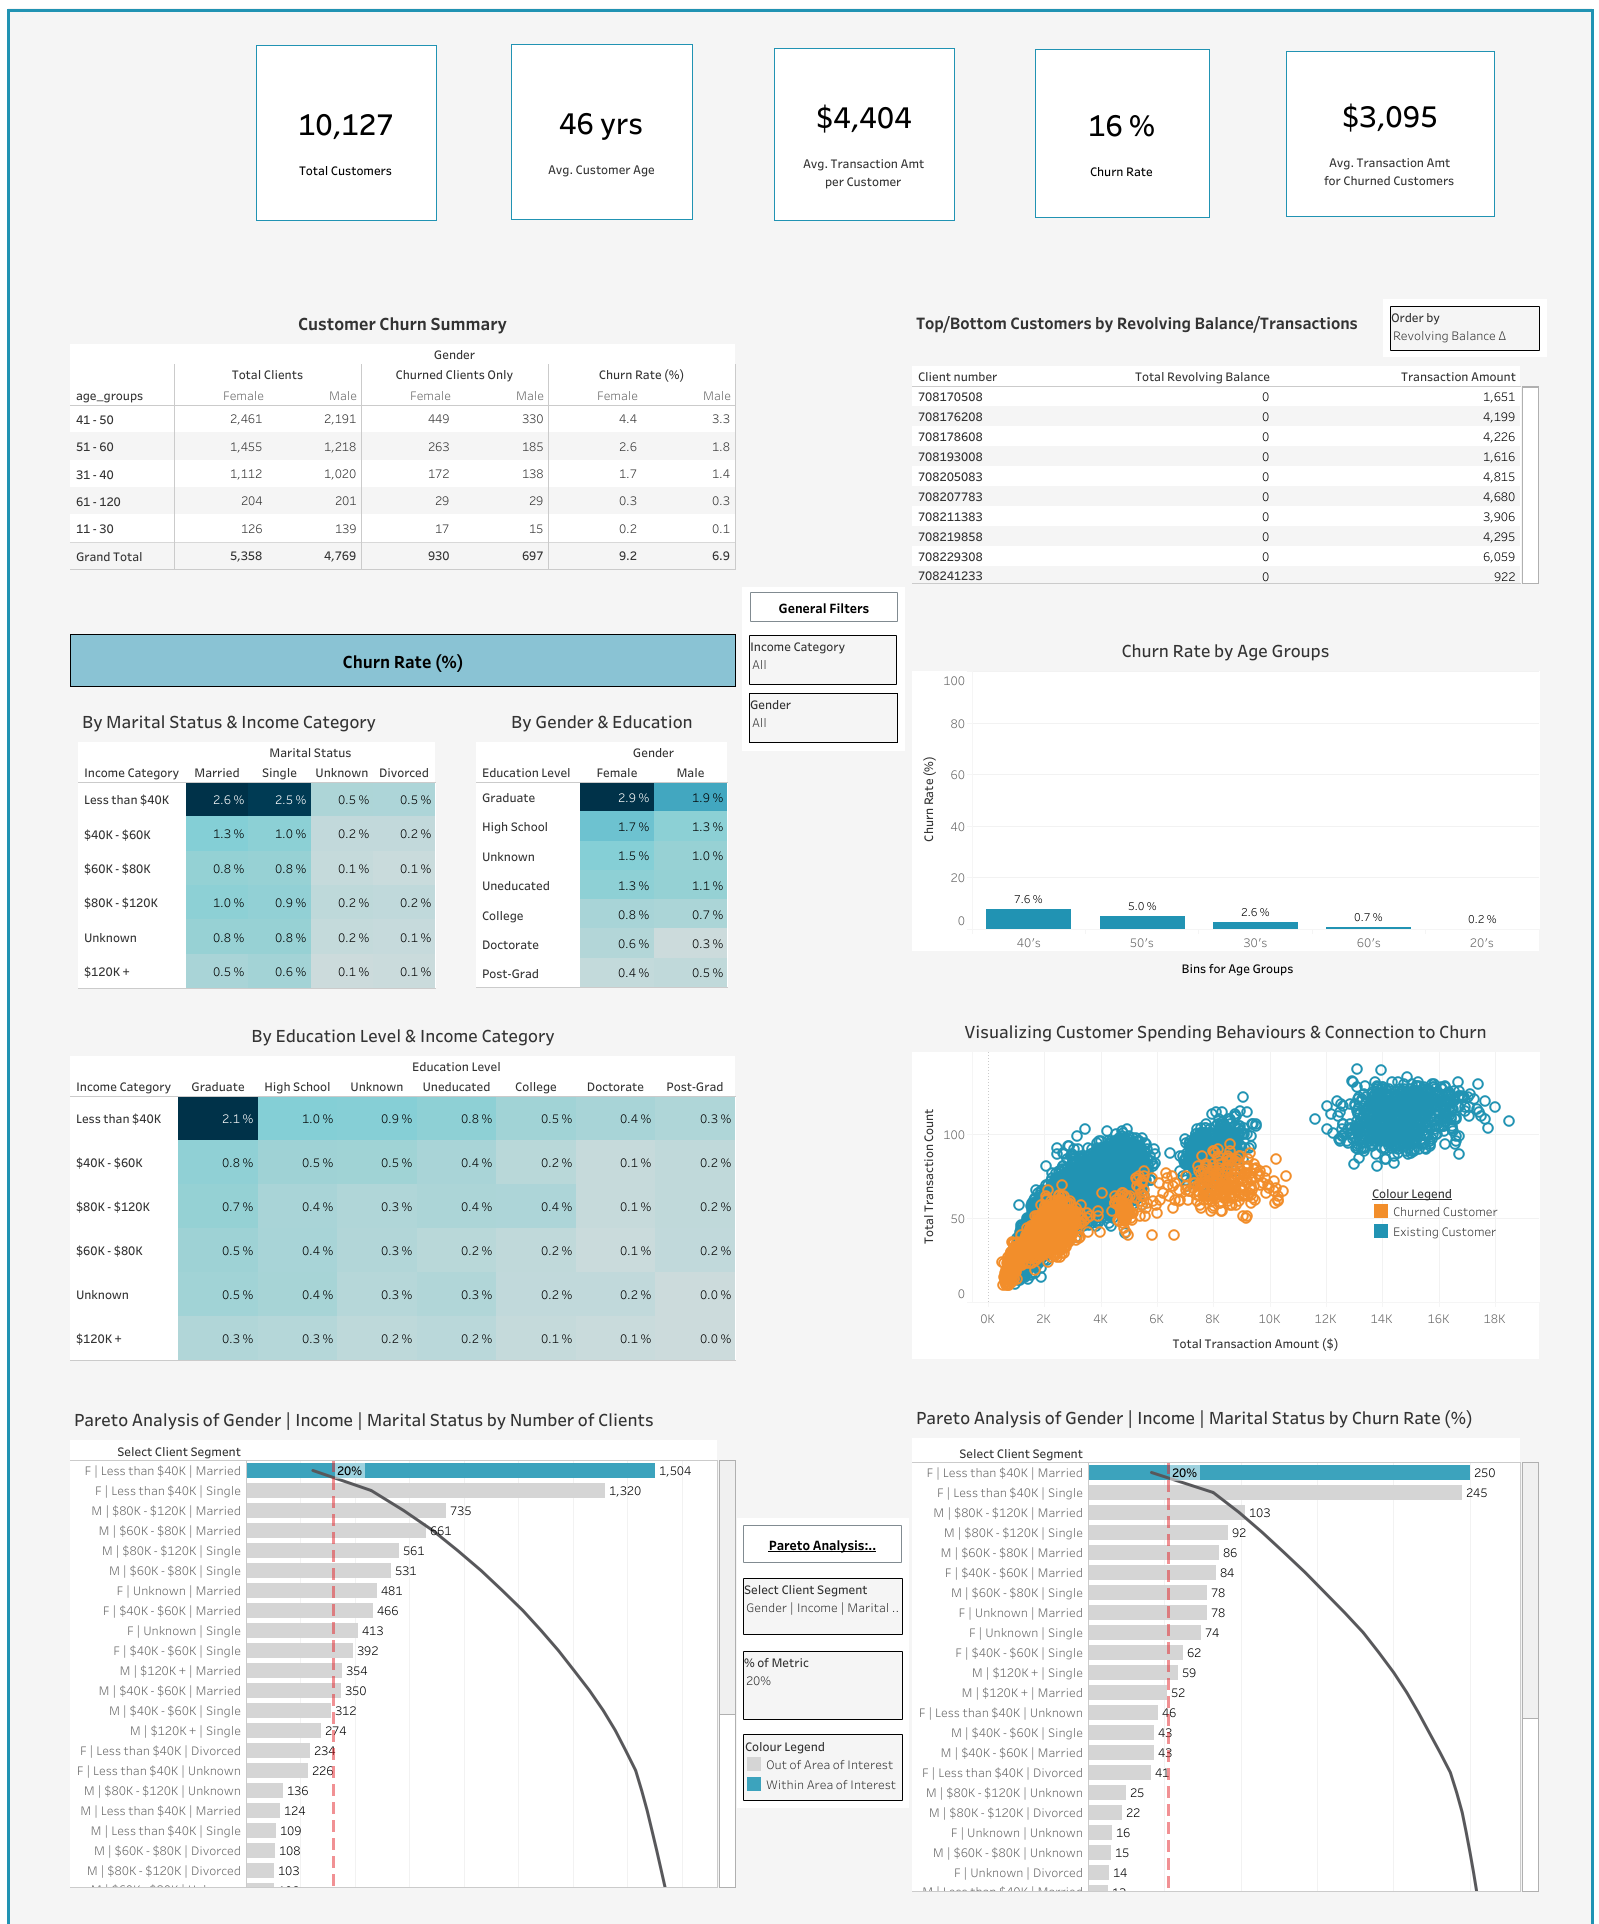 10,127
Total Customers
46 yrs
Avg. Customer Age
$4,404
Avg. Transaction Amt
per Customer
16 %
Churn Rate
$3,095
Avg. Transaction Amt
for Churned Customers
Customer Churn Summary
Gender
Total Clients Churned Clients Only Churn Rate (%)
age_groups Female Male Female Male Female Male
41 - 50 2,461 2,191 449 330 4.4 3.3
51 - 60 1,455 1,218 263 185 2.6 1.8
31 - 40 1,112 1,020 172 138 1.7 1.4
61 - 120 204 201 29 29 0.3 0.3
11 - 30 126 139 17 15 0.2 0.1
Grand Total 5,358 4,769 930 697 9.2 6.9
Top/Bottom Customers by Revolving Balance/Transactions
Order by
Revolving Balance Δ
Client number Total Revolving Balance Transaction Amount
708170508 0 1,651
708176208 0 4,199
708178608 0 4,226
708193008 0 1,616
708205083 0 4,815
708207783 0 4,680
708211383 0 3,906
708219858 0 4,295
708229308 0 6,059
708241233 0 922
General Filters
Income Category
All
Gender
All
Churn Rate (%)
By Marital Status & Income Category
Marital Status
Income Category Married Single Unknown Divorced
Less than $40K 2.6 % 2.5 % 0.5 % 0.5 %
$40K - $60K 1.3 % 1.0 % 0.2 % 0.2 %
$60K - $80K 0.8 % 0.8 % 0.1 % 0.1 %
$80K - $120K 1.0 % 0.9 % 0.2 % 0.2 %
Unknown 0.8 % 0.8 % 0.2 % 0.1 %
$120K + 0.5 % 0.6 % 0.1 % 0.1 %
By Gender & Education
Gender
Education Level Female Male
Graduate 2.9 % 1.9 %
High School 1.7 % 1.3 %
Unknown 1.5 % 1.0 %
Uneducated 1.3 % 1.1 %
College 0.8 % 0.7 %
Doctorate 0.6 % 0.3 %
Post-Grad 0.4 % 0.5 %
Churn Rate by Age Groups
Churn Rate (%)
100
80
60
40
20
0
7.6 % 5.0 % 2.6 % 0.7 % 0.2 %
40's 50's 30's 60's 20's
Bins for Age Groups
By Education Level & Income Category
Education Level
Income Category Graduate High School Unknown Uneducated College Doctorate Post-Grad
Less than $40K 2.1 % 1.0 % 0.9 % 0.8 % 0.5 % 0.4 % 0.3 %
$40K - $60K 0.8 % 0.5 % 0.5 % 0.4 % 0.2 % 0.1 % 0.2 %
$80K - $120K 0.7 % 0.4 % 0.3 % 0.4 % 0.4 % 0.1 % 0.2 %
$60K - $80K 0.5 % 0.4 % 0.3 % 0.2 % 0.2 % 0.1 % 0.2 %
Unknown 0.5 % 0.4 % 0.3 % 0.3 % 0.2 % 0.2 % 0.0 %
$120K + 0.3 % 0.3 % 0.2 % 0.2 % 0.1 % 0.1 % 0.0 %
Visualizing Customer Spending Behaviours & Connection to Churn
Total Transaction Count
100
50
0
Colour Legend
Churned Customer
Existing Customer
0K 2K 4K 6K 8K 10K 12K 14K 16K 18K
Total Transaction Amount ($)
Pareto Analysis of Gender | Income | Marital Status by Number of Clients
Select Client Segment
F | Less than $40K | Married 20% 1,504
F | Less than $40K | Single 1,320
M | $80K - $120K | Married 735
M | $60K - $80K | Married 661
M | $80K - $120K | Single 561
M | $60K - $80K | Single 531
F | Unknown | Married 481
F | $40K - $60K | Married 466
F | Unknown | Single 413
F | $40K - $60K | Single 392
M | $120K + | Married 354
M | $40K - $60K | Married 350
M | $40K - $60K | Single 312
M | $120K + | Single 274
F | Less than $40K | Divorced 234
F | Less than $40K | Unknown 226
M | $80K - $120K | Unknown 136
M | Less than $40K | Married 124
M | Less than $40K | Single 109
M | $60K - $80K | Divorced 108
M | $80K - $120K | Divorced 103
Pareto Analysis:..
Select Client Segment
Gender | Income | Marital ..
% of Metric
20%
Colour Legend
Out of Area of Interest
Within Area of Interest
Pareto Analysis of Gender | Income | Marital Status by Churn Rate (%)
Select Client Segment
F | Less than $40K | Married 20% 250
F | Less than $40K | Single 245
M | $80K - $120K | Married 103
M | $80K - $120K | Single 92
M | $60K - $80K | Married 86
F | $40K - $60K | Married 84
M | $60K - $80K | Single 78
F | Unknown | Married 78
F | Unknown | Single 74
F | $40K - $60K | Single 62
M | $120K + | Single 59
M | $120K + | Married 52
F | Less than $40K | Unknown 46
M | $40K - $60K | Single 43
M | $40K - $60K | Married 43
F | Less than $40K | Divorced 41
M | $80K - $120K | Unknown 25
M | $80K - $120K | Divorced 22
F | Unknown | Unknown 16
M | $60K - $80K | Unknown 15
F | Unknown | Divorced 14
M | Less than $40K | Married